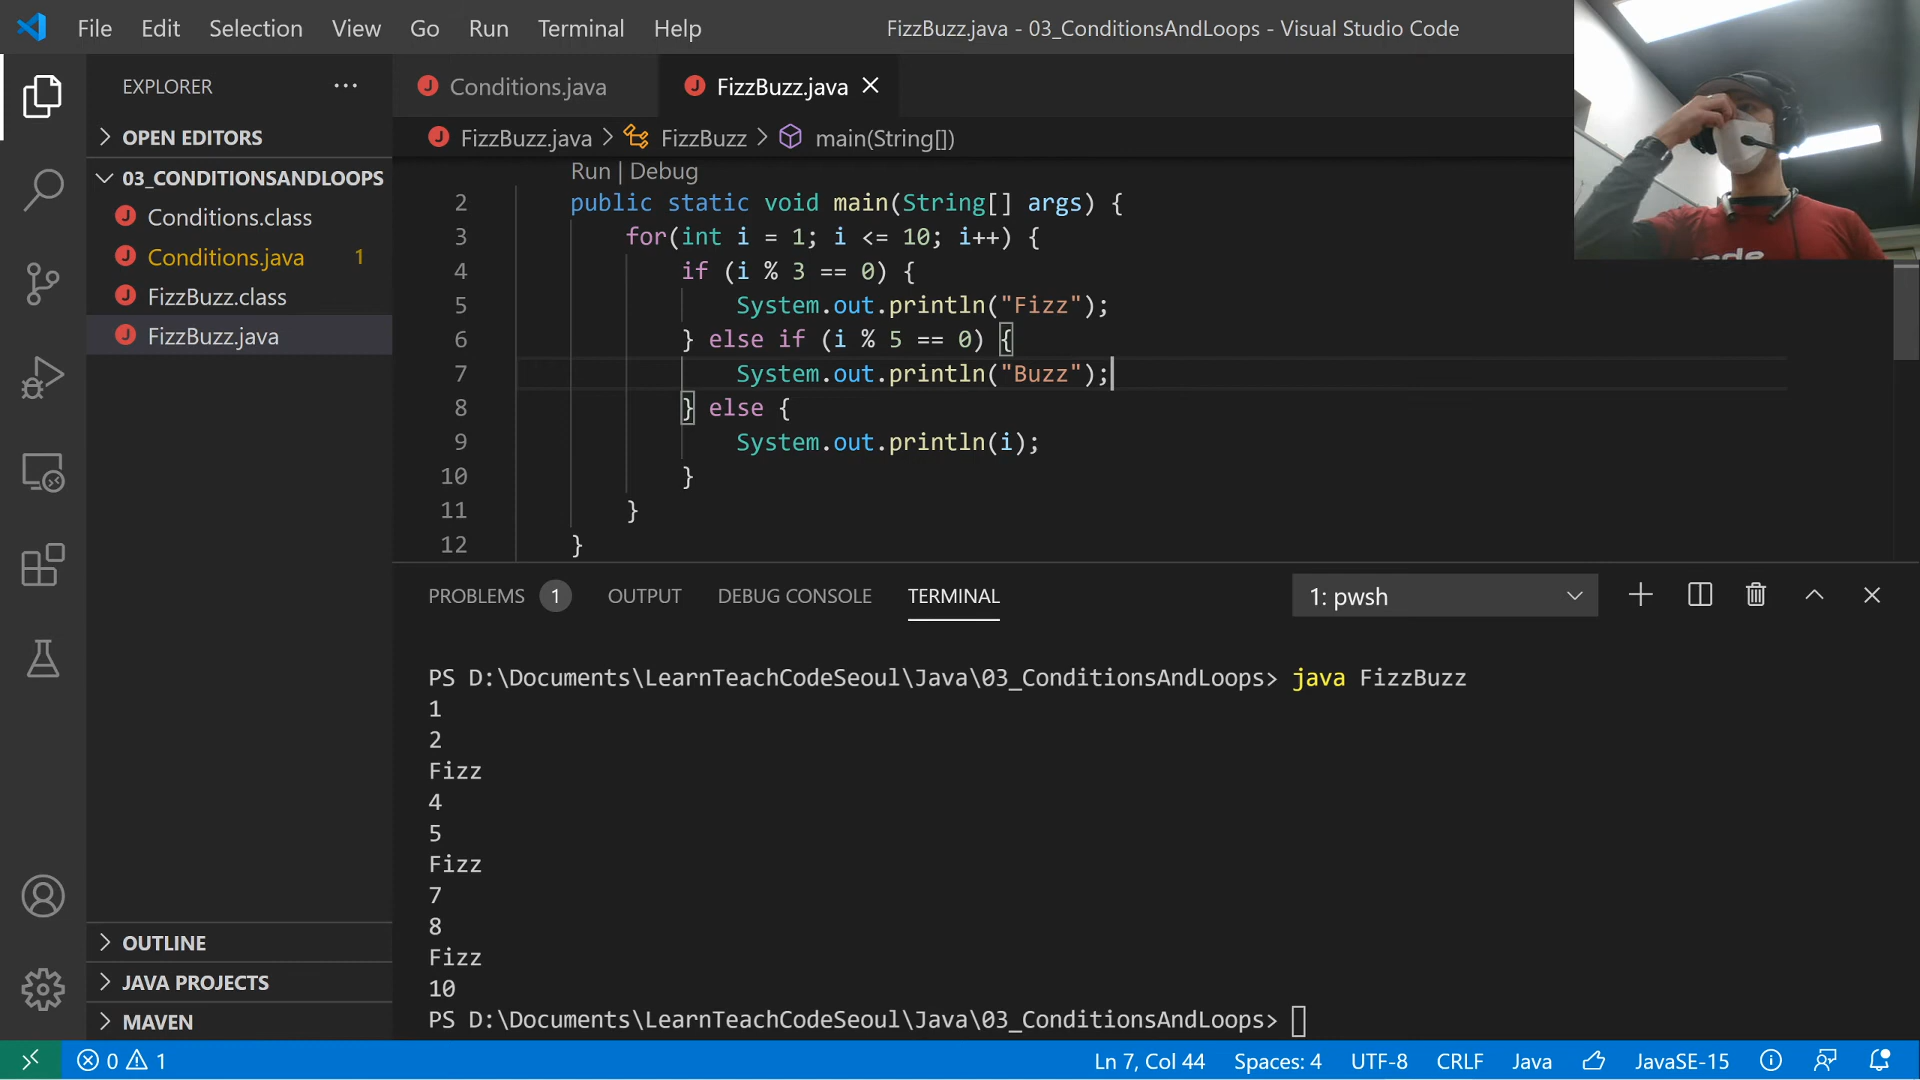 File Edit Selection View Go Run Terminal Help
FizzBuzz.java - 03_ConditionsAndLoops - Visual Studio Code
EXPLORER ···
OPEN EDITORS
03_CONDITIONSANDLOOPS
Conditions.class
Conditions.java 1
FizzBuzz.class
FizzBuzz.java
OUTLINE
JAVA PROJECTS
MAVEN
Conditions.java
FizzBuzz.java
FizzBuzz.java > FizzBuzz > main(String[])
Run | Debug
2 public static void main(String[] args) {
3 for(int i = 1; i <= 10; i++) {
4 if (i % 3 == 0) {
5 System.out.println("Fizz");
6 } else if (i % 5 == 0) {
7 System.out.println("Buzz");
8 } else {
9 System.out.println(i);
10 }
11 }
12 }
PROBLEMS 1 OUTPUT DEBUG CONSOLE TERMINAL
1: pwsh
PS D:\Documents\LearnTeachCodeSeoul\Java\03_ConditionsAndLoops> java FizzBuzz
1
2
Fizz
4
5
Fizz
7
8
Fizz
10
PS D:\Documents\LearnTeachCodeSeoul\Java\03_ConditionsAndLoops>
0 1
Ln 7, Col 44 Spaces: 4 UTF-8 CRLF Java JavaSE-15